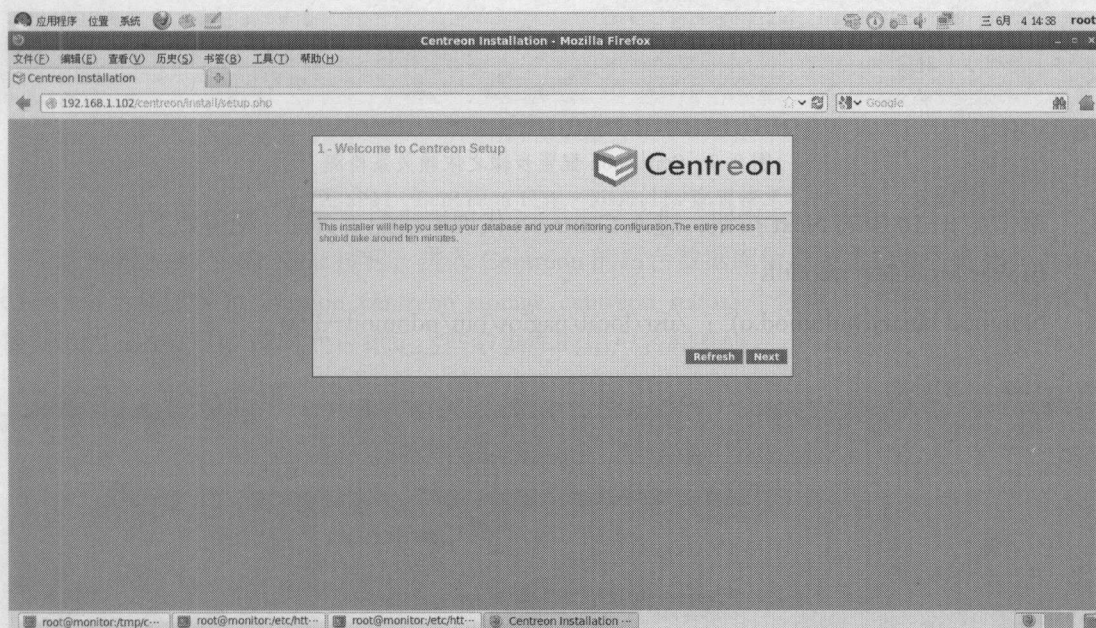 应用程序 位置 系统 三 6月 4 14:38 root
Centreon Installation - Mozilla Firefox
文件(F) 编辑(E) 查看(V) 历史(S) 书签(B) 工具(T) 帮助(H)
Centreon Installation
192.168.1.102/centreon/install/setup.php Google
1 - Welcome to Centreon Setup
Centreon
This installer will help you setup your database and your monitoring configuration.The entire process
should take around ten minutes.
Refresh Next
root@monitor:/tmp/c··· root@monitor:/etc/htt··· root@monitor:/etc/htt··· Centreon Installation ···